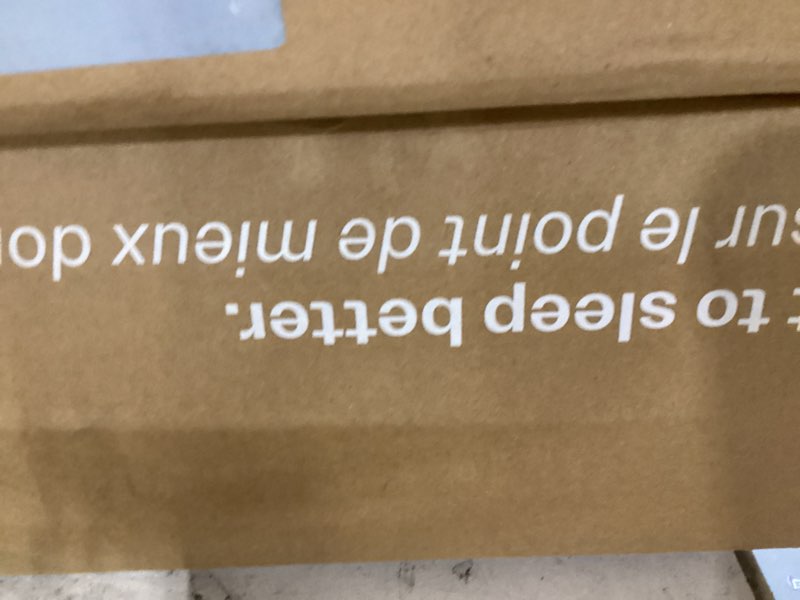 to sleep better.
sur le point de mieux